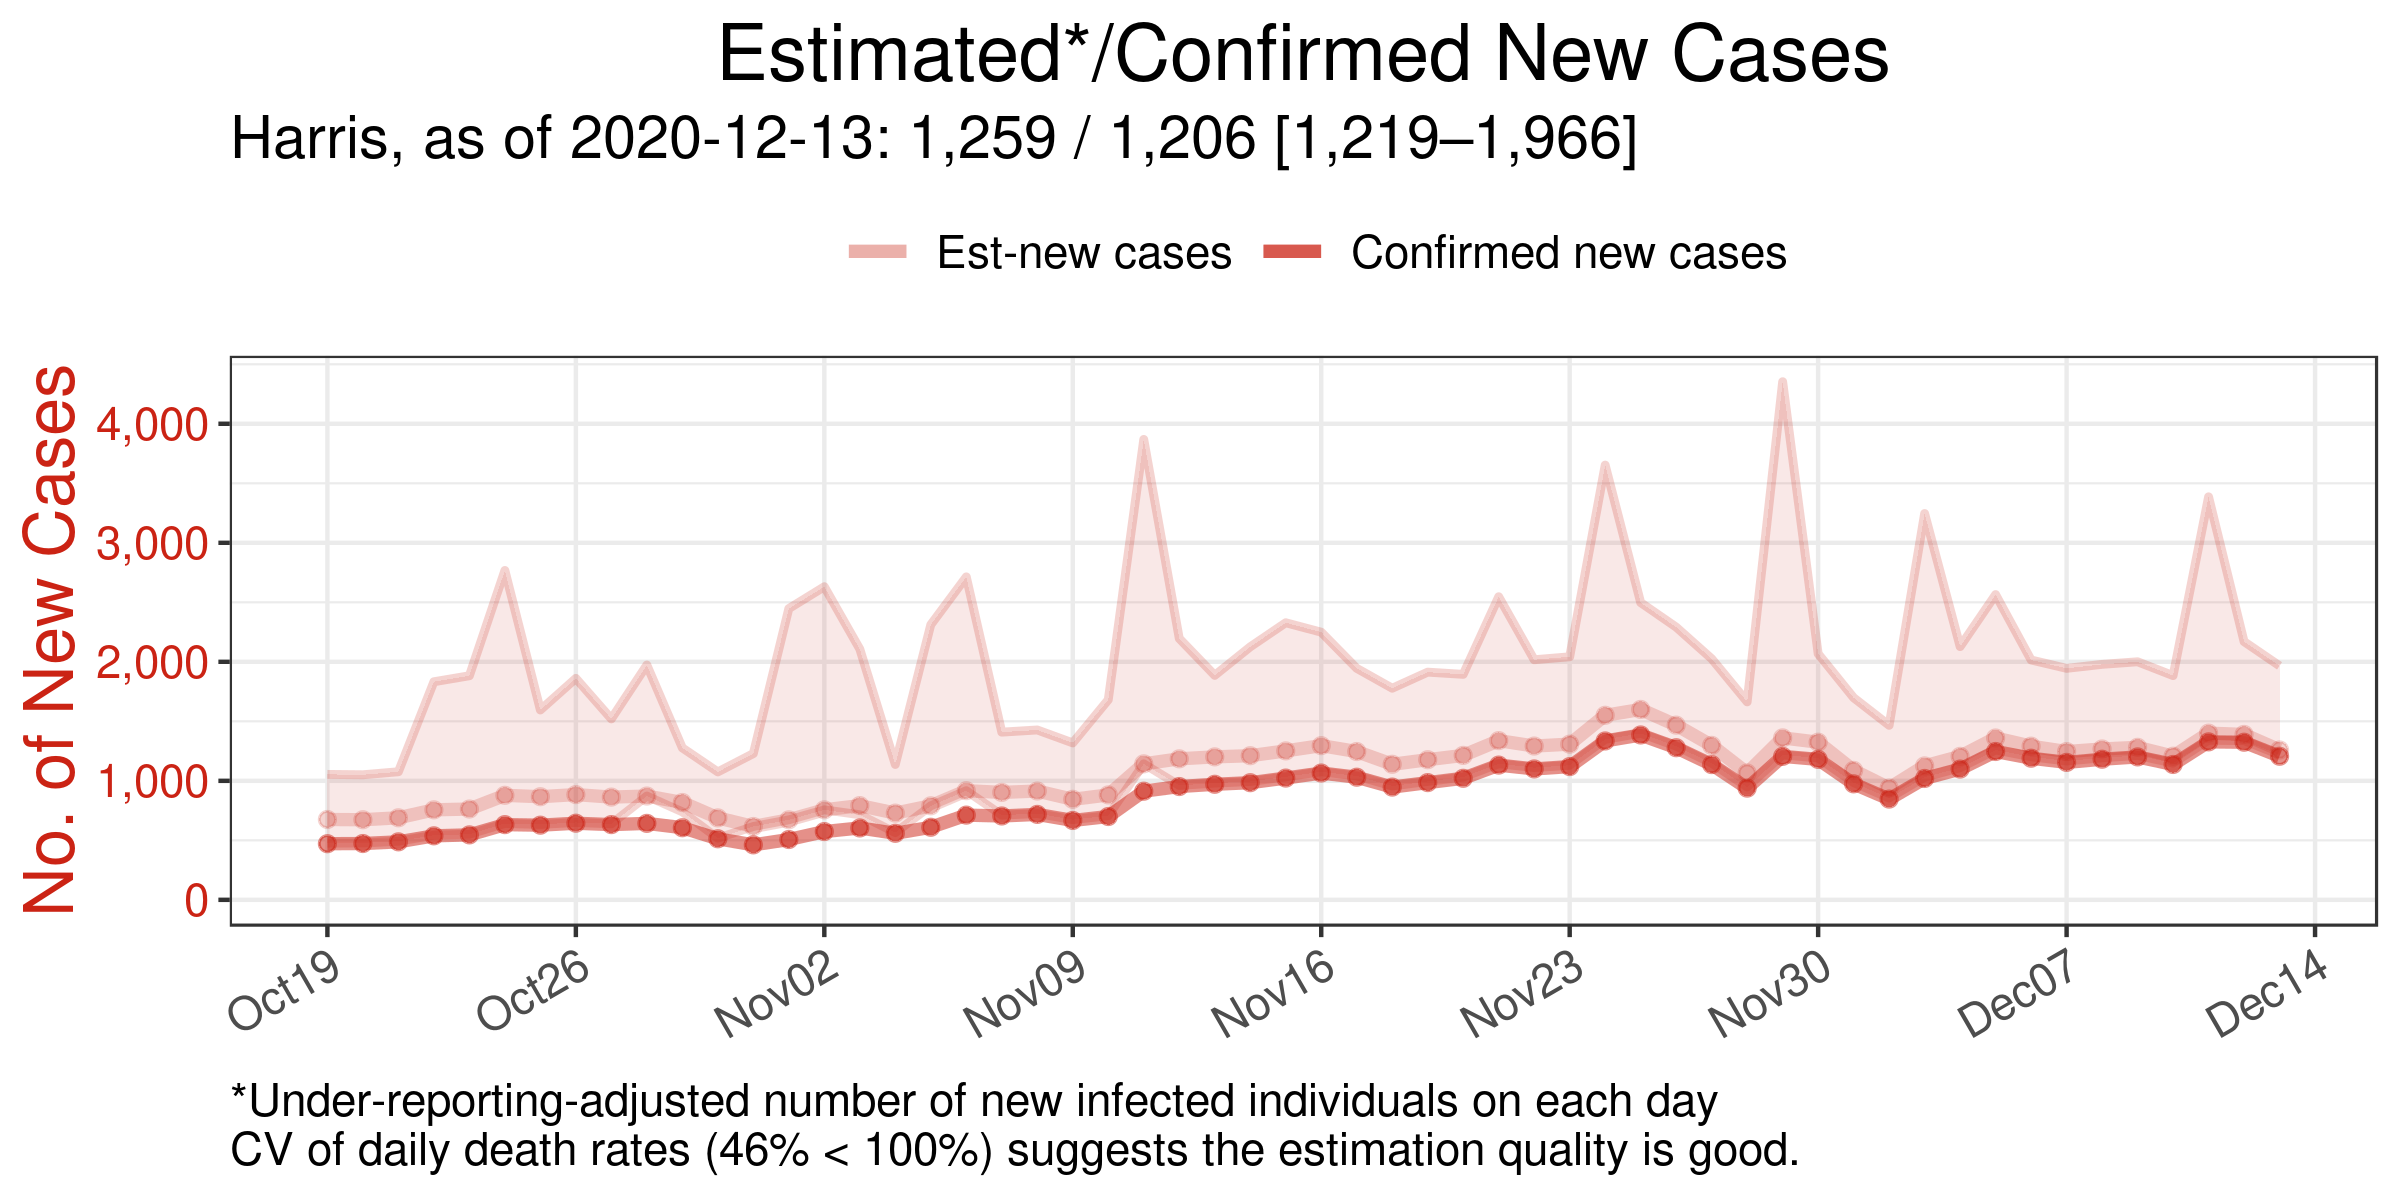 Estimated*/Confirmed New Cases
Harris, as of 2020-12-13: 1,259 / 1,206 [1,219–1,966]
Est-new cases
Confirmed new cases
No. of New Cases
4,000
3,000
2,000
1,000
0
Oct19
Oct26
Nov02
Nov09
Nov16
Nov23
Nov30
Dec07
Dec14
*Under-reporting-adjusted number of new infected individuals on each day
CV of daily death rates (46% < 100%) suggests the estimation quality is good.